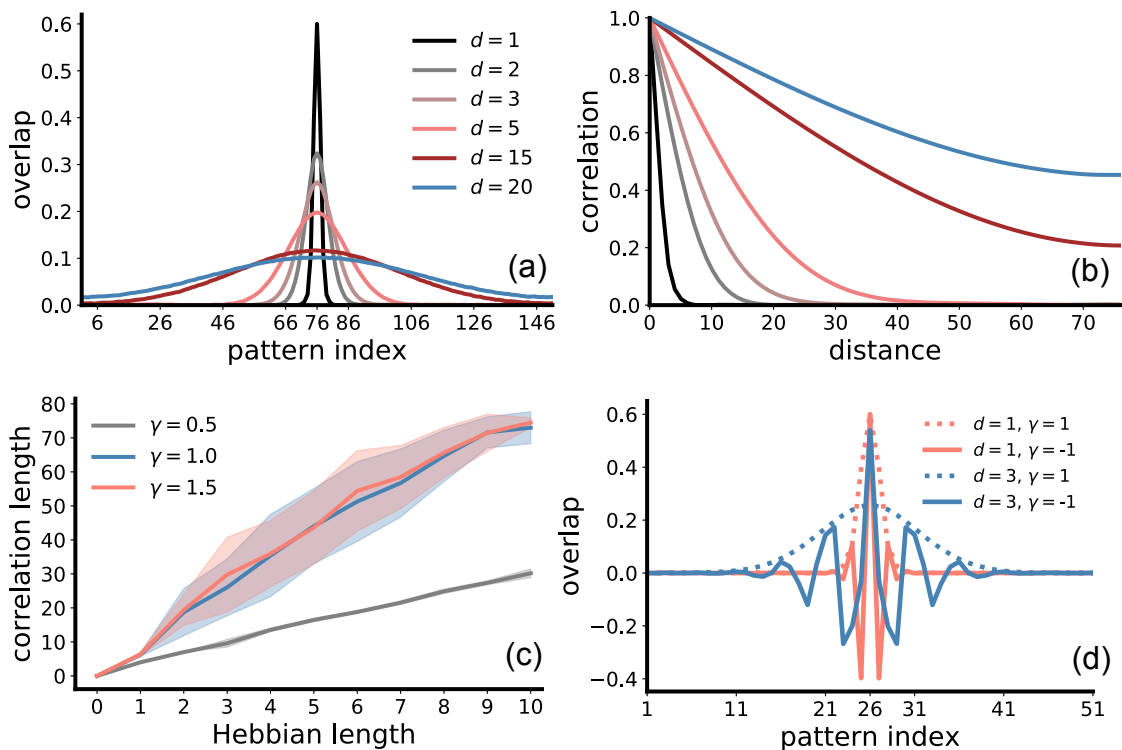 0.6
0.5
0.4
0.3
0.2
0.1
0.0
overlap
d = 1
d = 2
d = 3
d = 5
d = 15
d = 20
(a)
6 26 46 66 76 86 106 126 146
pattern index
1.0
0.8
0.6
0.4
0.2
0.0
correlation
(b)
0 10 20 30 40 50 60 70
distance
80
70
60
50
40
30
20
10
0
correlation length
γ = 0.5
γ = 1.0
γ = 1.5
(c)
0 1 2 3 4 5 6 7 8 9 10
Hebbian length
0.6
0.4
0.2
0.0
−0.2
−0.4
overlap
d = 1, γ = 1
d = 1, γ = -1
d = 3, γ = 1
d = 3, γ = -1
(d)
1 11 21 26 31 41 51
pattern index